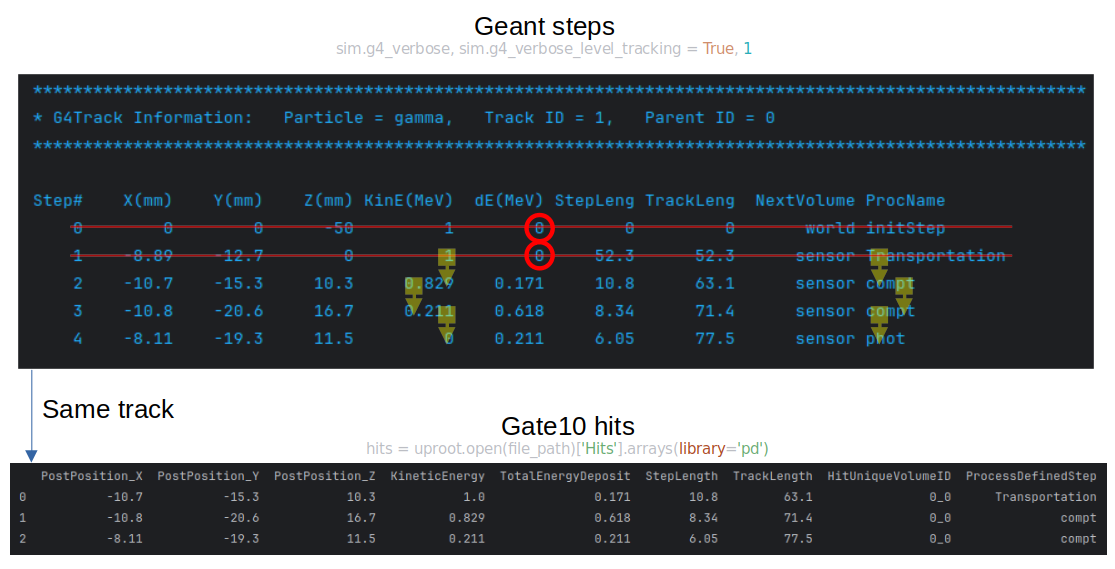 Geant steps
sim.g4_verbose, sim.g4_verbose_level_tracking = True, 1
*********************************************************************************************************
* G4Track Information:   Particle = gamma,   Track ID = 1,   Parent ID = 0
*********************************************************************************************************
Step#    X(mm)    Y(mm)    Z(mm) KinE(MeV)  dE(MeV) StepLeng TrackLeng  NextVolume ProcName
0        0        0      -50         1        0        0         0       world initStep
1    -8.89    -12.7        0         1        0     52.3      52.3      sensor Transportation
2    -10.7    -15.3     10.3     0.829    0.171     10.8      63.1      sensor compt
3    -10.8    -20.6     16.7     0.211    0.618     8.34      71.4      sensor compt
4    -8.11    -19.3     11.5         0    0.211     6.05      77.5      sensor phot
Same track
Gate10 hits
hits = uproot.open(file_path)['Hits'].arrays(library='pd')
PostPosition_X  PostPosition_Y  PostPosition_Z  KineticEnergy  TotalEnergyDeposit  StepLength  TrackLength  HitUniqueVolumeID  ProcessDefinedStep
0  -10.7  -15.3  10.3  1.0  0.171  10.8  63.1  0_0  Transportation
1  -10.8  -20.6  16.7  0.829  0.618  8.34  71.4  0_0  compt
2  -8.11  -19.3  11.5  0.211  0.211  6.05  77.5  0_0  compt